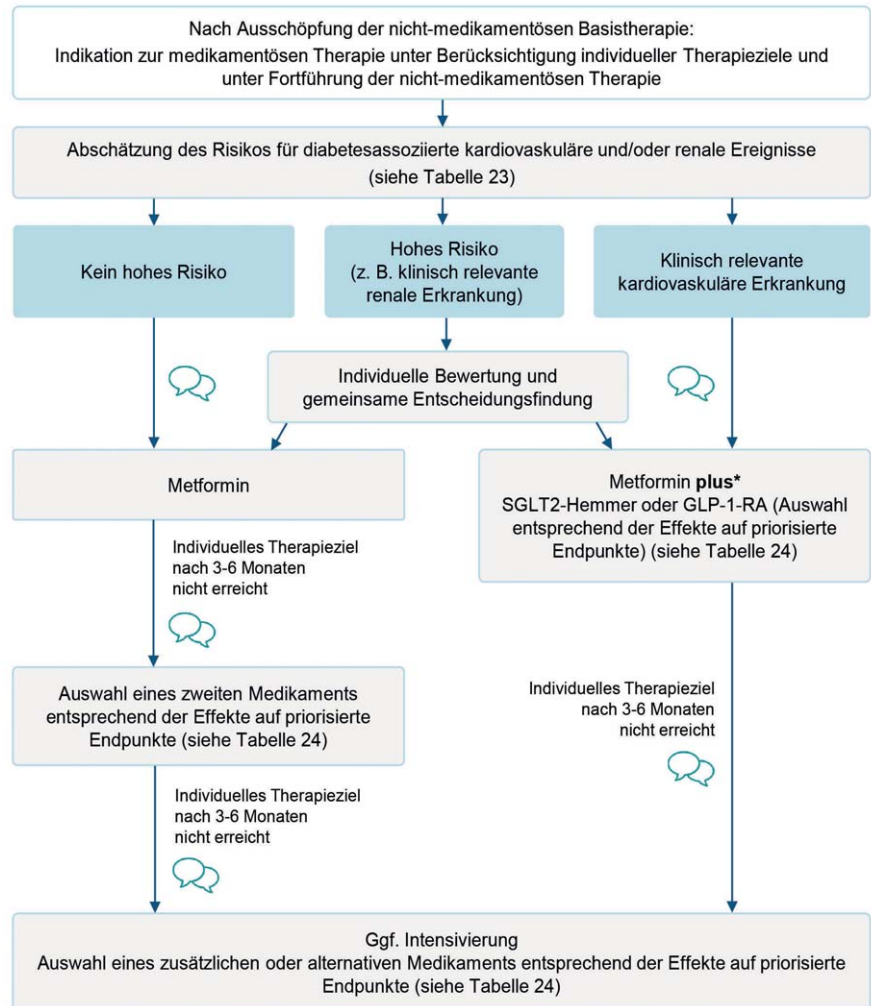 Nach Ausschöpfung der nicht-medikamentösen Basistherapie:
Indikation zur medikamentösen Therapie unter Berücksichtigung individueller Therapieziele und
unter Fortführung der nicht-medikamentösen Therapie
Abschätzung des Risikos für diabetesassoziierte kardiovaskuläre und/oder renale Ereignisse
(siehe Tabelle 23)
Kein hohes Risiko
Hohes Risiko
(z. B. klinisch relevante
renale Erkrankung)
Klinisch relevante
kardiovaskuläre Erkrankung
Individuelle Bewertung und
gemeinsame Entscheidungsfindung
Metformin
Metformin plus*
SGLT2-Hemmer oder GLP-1-RA (Auswahl
entsprechend der Effekte auf priorisierte
Endpunkte) (siehe Tabelle 24)
Individuelles Therapieziel
nach 3-6 Monaten
nicht erreicht
Auswahl eines zweiten Medikaments
entsprechend der Effekte auf priorisierte
Endpunkte (siehe Tabelle 24)
Individuelles Therapieziel
nach 3-6 Monaten
nicht erreicht
Individuelles Therapieziel
nach 3-6 Monaten
nicht erreicht
Ggf. Intensivierung
Auswahl eines zusätzlichen oder alternativen Medikaments entsprechend der Effekte auf priorisierte
Endpunkte (siehe Tabelle 24)